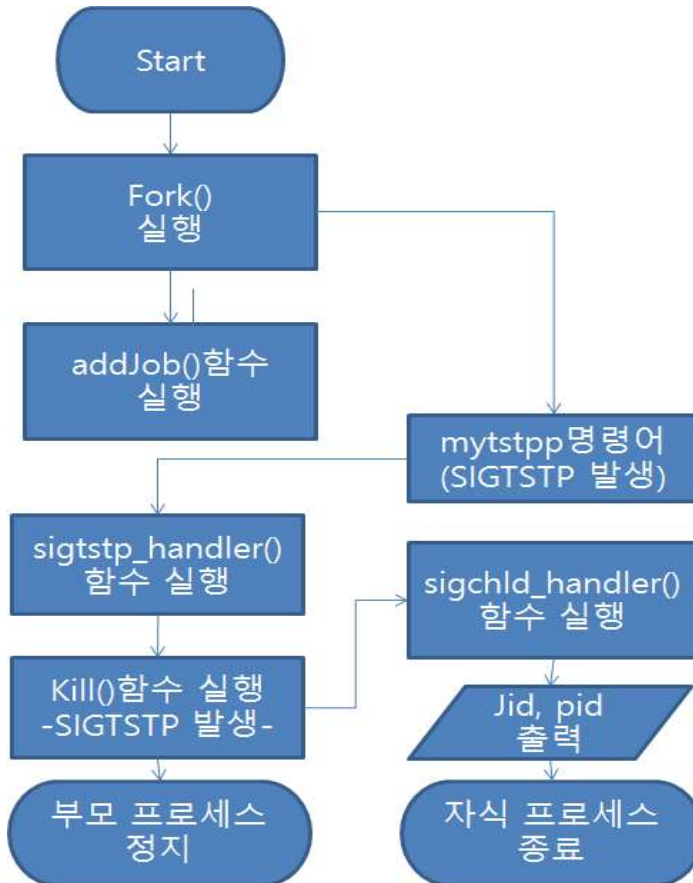 Start
Fork()
실행
addJob()함수
실행
mytstpp명령어
(SIGTSTP 발생)
sigtstp_handler()
함수 실행
sigchld_handler()
함수 실행
Kill()함수 실행
-SIGTSTP 발생-
Jid, pid
출력
부모 프로세스
정지
자식 프로세스
종료